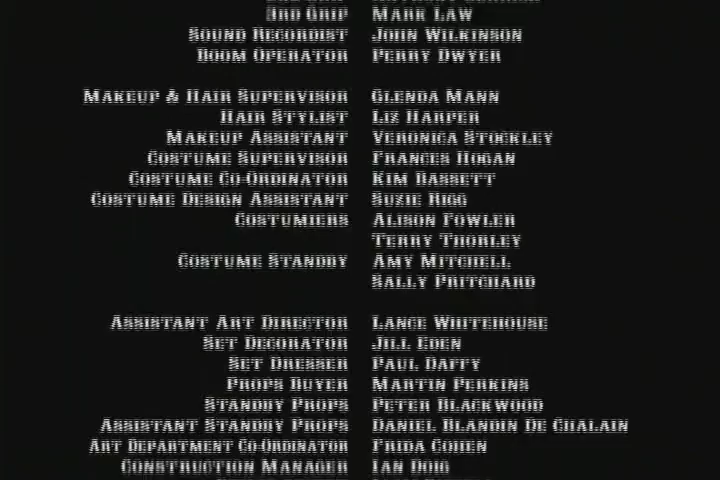 3rd Grip Mark Law
Sound Recordist John Wilkinson
Boom Operator Perry Dwyer
Makeup & Hair Supervisor Glenda Mann
Hair Stylist Liz Harper
Makeup Assistant Veronica Stockley
Costume Supervisor Frances Hogan
Costume Co-Ordinator Kim Bassett
Costume Design Assistant Suzie Rigg
Costumiers Alison Fowler
Terry Thorley
Costume Standby Amy Mitchell
Sally Pritchard
Assistant Art Director Lance Whitehouse
Set Decorator Jill Eden
Set Dresser Paul Daffy
Props Buyer Martin Perkins
Standby Props Peter Blackwood
Assistant Standby Props Daniel Blandin De Chalain
Art Department Co-Ordinator Frida Cohen
Construction Manager Ian Doig